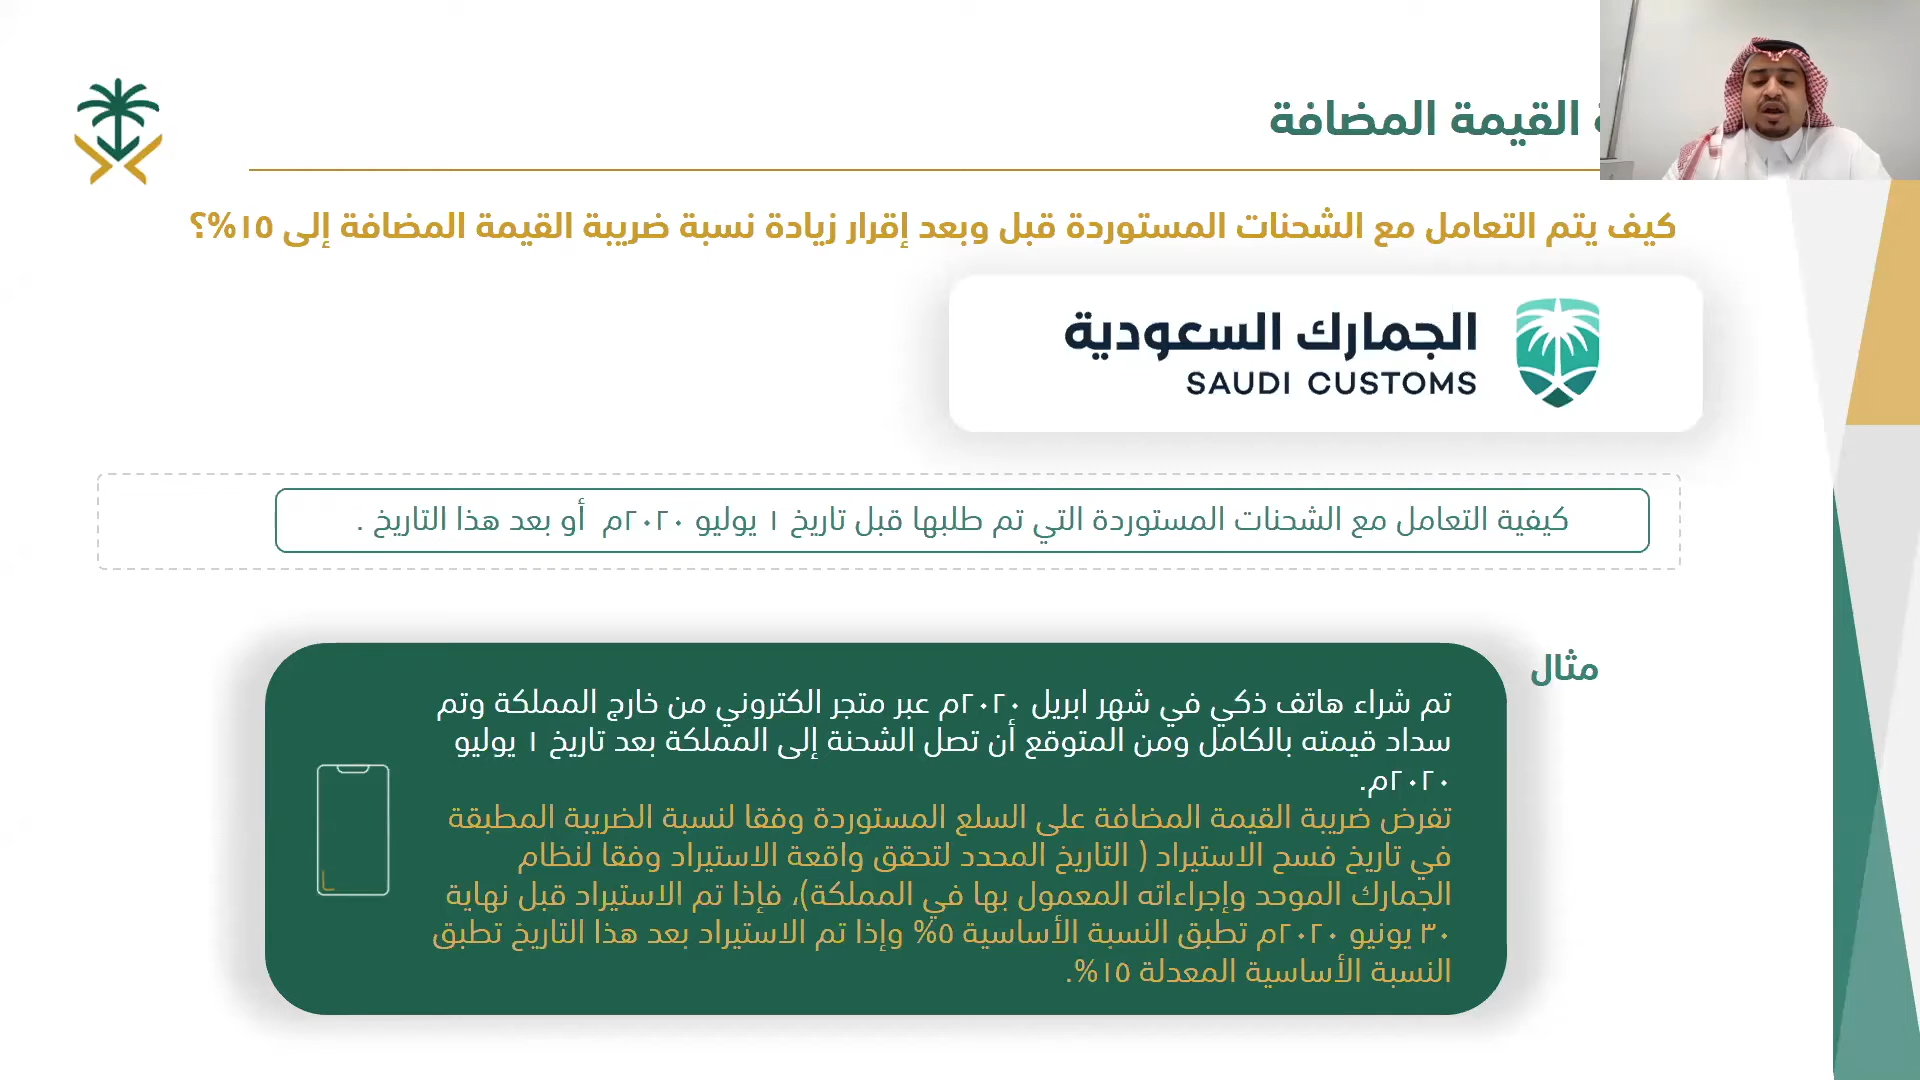 القيمة المضافة
كيف يتم التعامل مع الشحنات المستوردة قبل وبعد إقرار زيادة نسبة ضريبة القيمة المضافة إلى ١٥%؟
الجمارك السعودية
SAUDI CUSTOMS
كيفية التعامل مع الشحنات المستوردة التي تم طلبها قبل تاريخ ١ يوليو ٢٠٢٠م أو بعد هذا التاريخ .
مثال
تم شراء هاتف ذكي في شهر ابريل ٢٠٢٠م عبر متجر الكتروني من خارج المملكة وتم
سداد قيمته بالكامل ومن المتوقع أن تصل الشحنة إلى المملكة بعد تاريخ ١ يوليو
٢٠٢٠م.
تفرض ضريبة القيمة المضافة على السلع المستوردة وفقا لنسبة الضريبة المطبقة
في تاريخ فسح الاستيراد ( التاريخ المحدد لتحقق واقعة الاستيراد وفقا لنظام
الجمارك الموحد وإجراءاته المعمول بها في المملكة)، فإذا تم الاستيراد قبل نهاية
٣٠ يونيو ٢٠٢٠م تطبق النسبة الأساسية ٥% وإذا تم الاستيراد بعد هذا التاريخ تطبق
النسبة الأساسية المعدلة ١٥%.